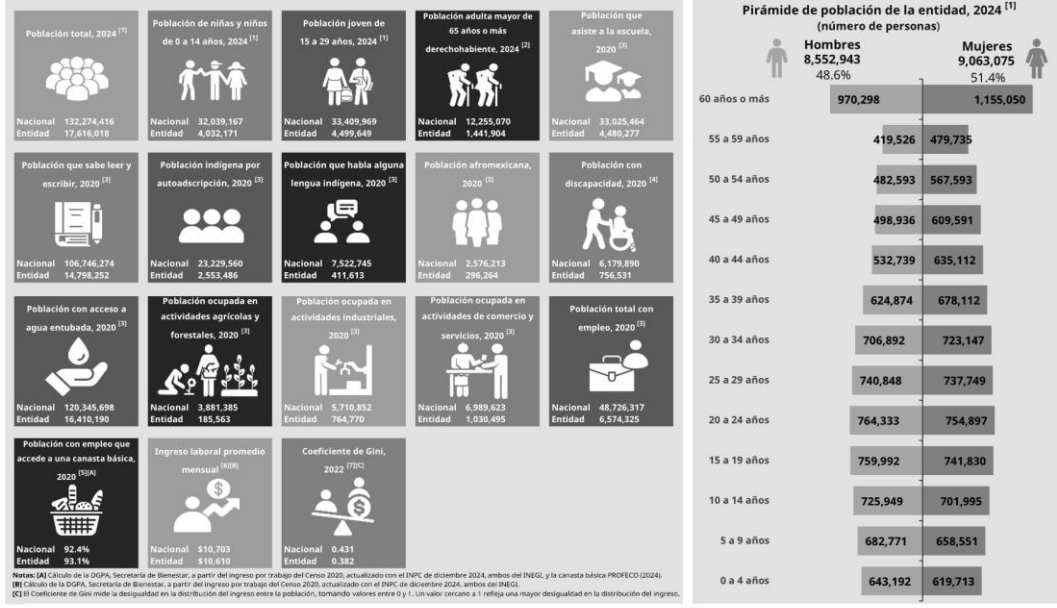 Población total, 2024 [1]
Nacional 132,274,416
Entidad 17,616,018
Población de niñas y niños
de 0 a 14 años, 2024 [1]
Nacional 32,039,167
Entidad 4,032,171
Población joven de
15 a 29 años, 2024 [1]
Nacional 33,409,969
Entidad 4,499,649
Población adulta mayor de
65 años o más
derechohabiente, 2024 [2]
Nacional 12,255,070
Entidad 1,441,904
Población que
asiste a la escuela,
2020 [3]
Nacional 33,025,464
Entidad 4,480,277
Población que sabe leer y
escribir, 2020 [3]
Nacional 106,746,274
Entidad 14,798,252
Población indígena por
autoadscripción, 2020 [3]
Nacional 23,229,560
Entidad 2,553,486
Población que habla alguna
lengua indígena, 2020 [3]
Nacional 7,522,745
Entidad 411,613
Población afromexicana,
2020 [3]
Nacional 2,576,213
Entidad 296,264
Población con
discapacidad, 2020 [4]
Nacional 6,179,890
Entidad 756,531
Población con acceso a
agua entubada, 2020 [3]
Nacional 120,345,698
Entidad 16,410,190
Población ocupada en
actividades agrícolas y
forestales, 2020 [3]
Nacional 3,881,385
Entidad 185,563
Población ocupada en
actividades industriales,
2020 [3]
Nacional 5,710,852
Entidad 764,770
Población ocupada en
actividades de comercio y
servicios, 2020 [3]
Nacional 6,989,623
Entidad 1,030,495
Población total con
empleo, 2020 [3]
Nacional 48,726,317
Entidad 6,574,325
Población con empleo que
accede a una canasta básica,
2020 [5][A]
Nacional 92.4%
Entidad 93.1%
Ingreso laboral promedio
mensual [6][B]
Nacional $10,703
Entidad $10,610
Coeficiente de Gini,
2022 [7][C]
Nacional 0.431
Entidad 0.382
Notas: [A] Cálculo de la DGPA, Secretaría de Bienestar, a partir del ingreso por trabajo del Censo 2020, actualizado con el INPC de diciembre 2024, ambos del INEGI, y la canasta básica PROFECO (2024).
[B] Cálculo de la DGPA, Secretaría de Bienestar, a partir del ingreso por trabajo del Censo 2020, actualizado con el INPC de diciembre 2024, ambos del INEGI.
[C] El Coeficiente de Gini mide la desigualdad en la distribución del ingreso entre la población, tomando valores entre 0 y 1. Un valor cercano a 1 refleja una mayor desigualdad en la distribución del ingreso.
Pirámide de población de la entidad, 2024 [1]
(número de personas)
Hombres
8,552,943
48.6%
Mujeres
9,063,075
51.4%
60 años o más 970,298 1,155,050
55 a 59 años 419,526 479,735
50 a 54 años 482,593 567,593
45 a 49 años 498,936 609,591
40 a 44 años 532,739 635,112
35 a 39 años 624,874 678,112
30 a 34 años 706,892 723,147
25 a 29 años 740,848 737,749
20 a 24 años 764,333 754,897
15 a 19 años 759,992 741,830
10 a 14 años 725,949 701,995
5 a 9 años 682,771 658,551
0 a 4 años 643,192 619,713